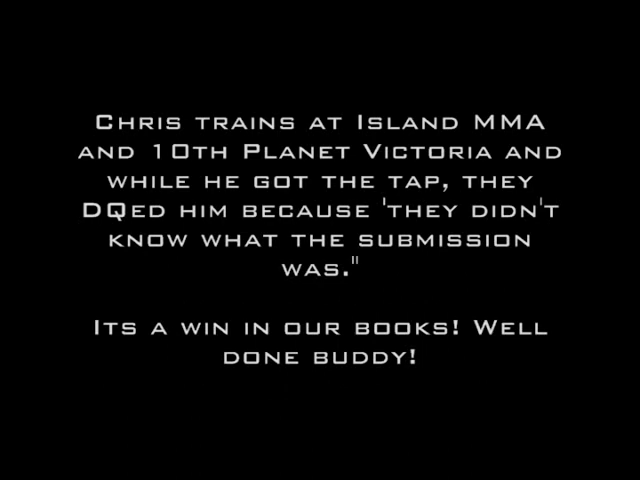 Chris trains at Island MMA
and 10th Planet Victoria and
while he got the tap, they
DQed him because 'they didn't
know what the submission
was."
Its a win in our books! Well
done buddy!